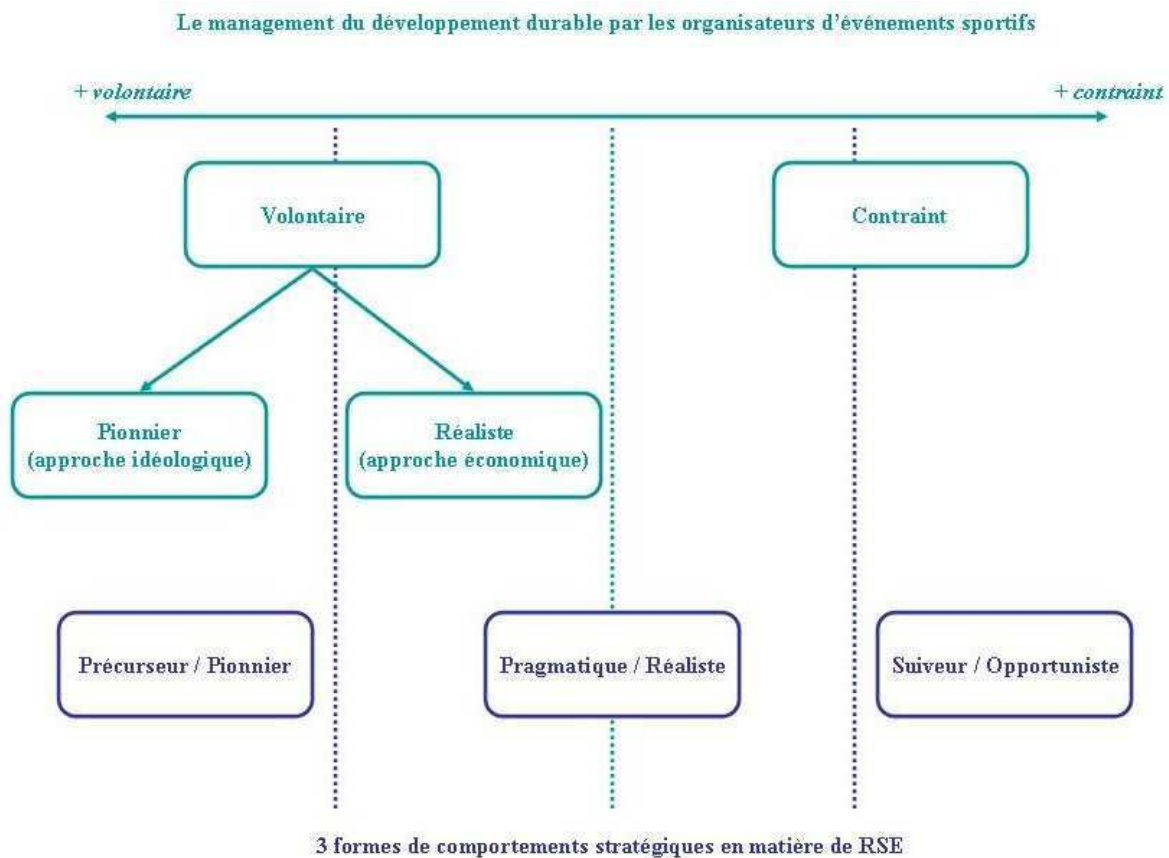 Le management du développement durable par les organisateurs d'événements sportifs
+ volontaire
+ contraint
Volontaire
Contraint
Pionnier
(approche idéologique)
Réaliste
(approche économique)
Précurseur / Pionnier
Pragmatique / Réaliste
Suiveur / Opportuniste
3 formes de comportements stratégiques en matière de RSE